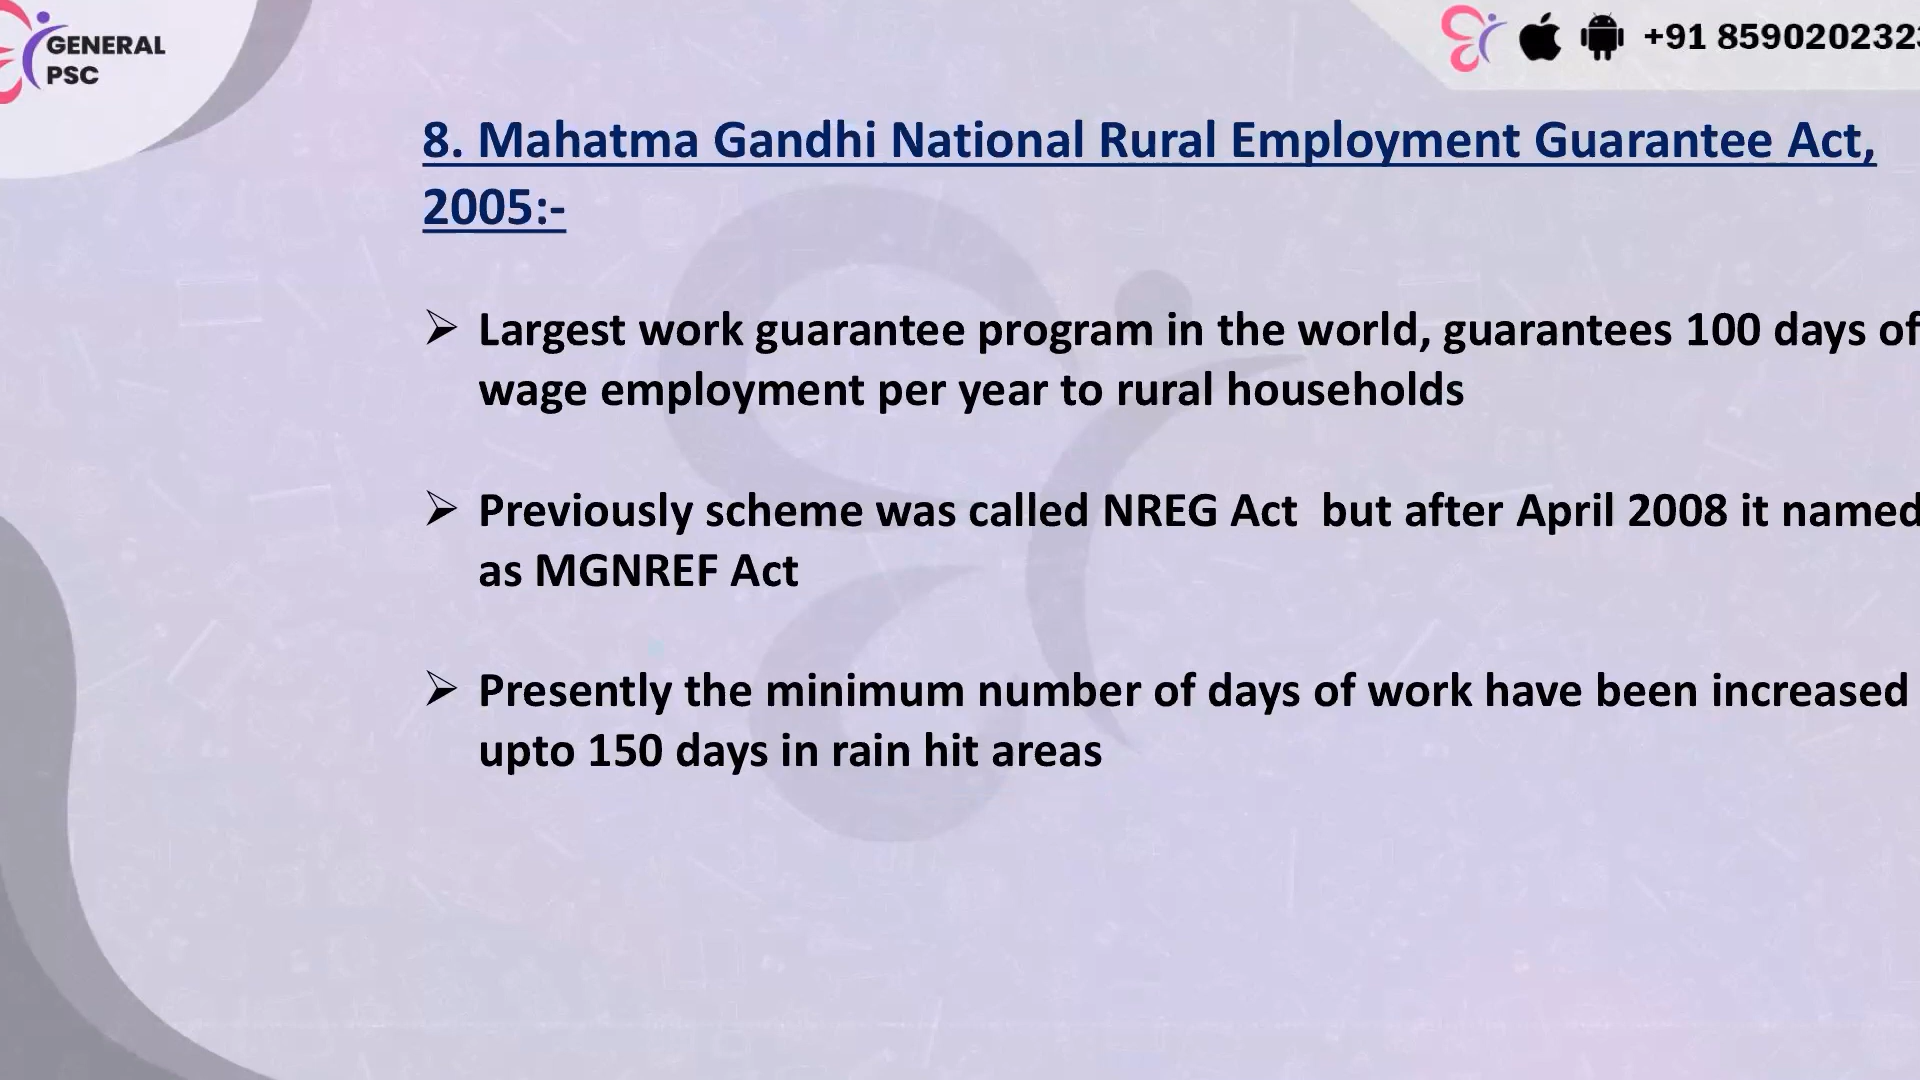 GENERAL
PSC
+91 859020232
8. Mahatma Gandhi National Rural Employment Guarantee Act,
2005:-
➢ Largest work guarantee program in the world, guarantees 100 days of
wage employment per year to rural households
➢ Previously scheme was called NREG Act but after April 2008 it named
as MGNREF Act
➢ Presently the minimum number of days of work have been increased
upto 150 days in rain hit areas